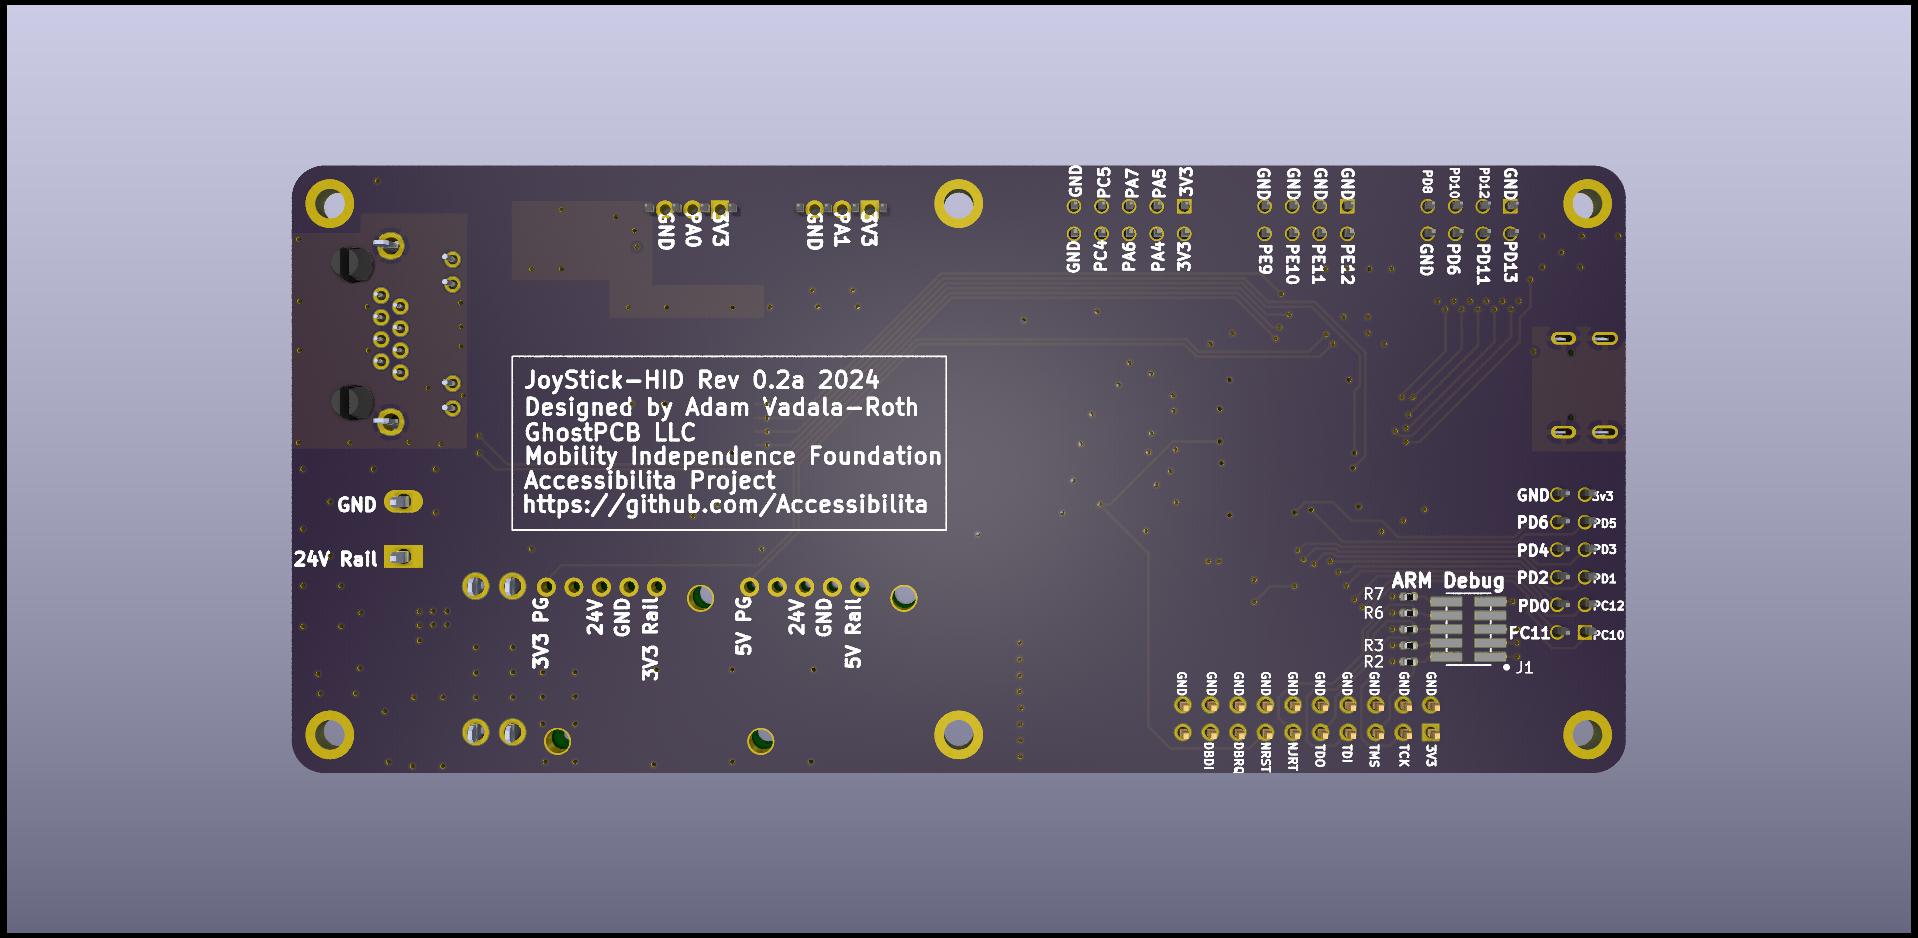 GND PC5 PA7 PA5 3V3
GND GND GND GND
PD8 PD10 PD12 GND
GND PA0 3V3
GND PA1 3V3
GND PC4 PA6 PA4 3V3
PE9 PE10 PE11 PE12
GND PD6 PD11 PD13
JoyStick-HID Rev 0.2a 2024
Designed by Adam Vadala-Roth
GhostPCB LLC
Mobility Independence Foundation
Accessibilita Project
https://github.com/Accessibilita
GND
24V Rail
3V3 PG 24V GND 3V3 Rail
5V PG 24V GND 5V Rail
GND 3v3
PD6 PD5
PD4 PD3
PD2 PD1
PD0 PC12
PC11 PC10
ARM Debug
R7
R6
R3
R2
J1
GND GND GND GND GND GND GND GND GND GND
DBDI DBRQ NRST NJRT TDO TDI TMS TCK 3V3